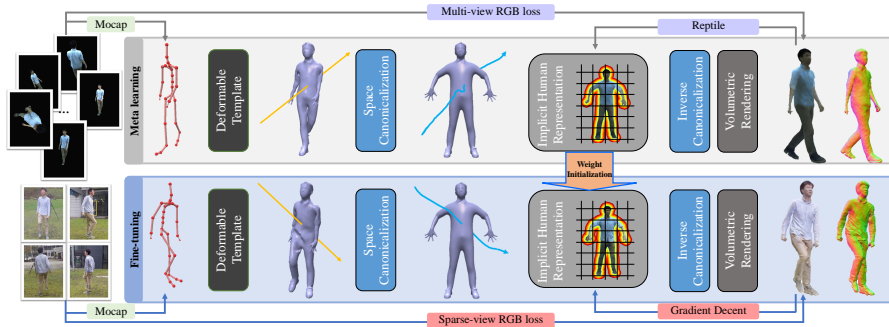 Multi-view RGB loss
Mocap
Reptile
Meta learning
Deformable
Template
Space
Canonicalization
Implicit Human
Representation
Inverse
Canonicalization
Volumetric
Rendering
Weight
Initialization
Fine-tuning
Deformable
Template
Space
Canonicalization
Implicit Human
Representation
Inverse
Canonicalization
Volumetric
Rendering
Mocap
Gradient Decent
Sparse-view RGB loss